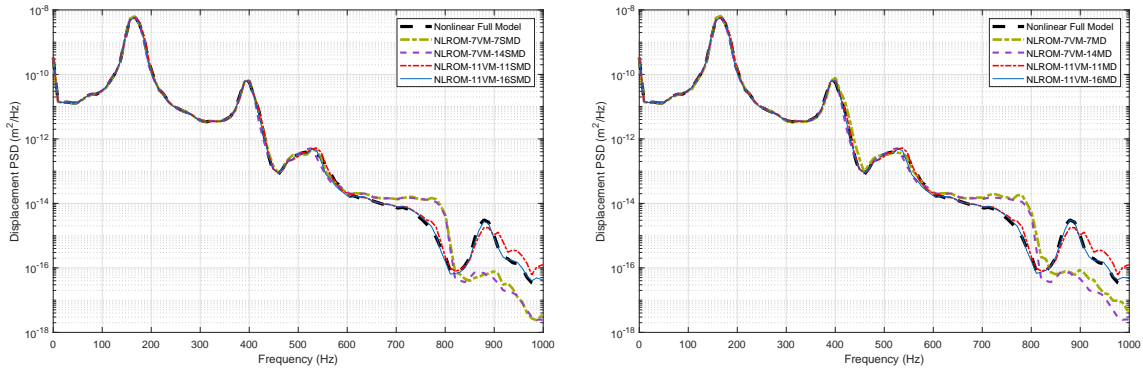 10^-8
10^-10
10^-12
10^-14
10^-16
10^-18
Displacement PSD (m^2/Hz)
0 100 200 300 400 500 600 700 800 900 1000
Frequency (Hz)
Nonlinear Full Model
NLROM-7VM-7SMD
NLROM-7VM-14SMD
NLROM-11VM-11SMD
NLROM-11VM-16SMD
10^-8
10^-10
10^-12
10^-14
10^-16
10^-18
Displacement PSD (m^2/Hz)
0 100 200 300 400 500 600 700 800 900 1000
Frequency (Hz)
Nonlinear Full Model
NLROM-7VM-7MD
NLROM-7VM-14MD
NLROM-11VM-11MD
NLROM-11VM-16MD